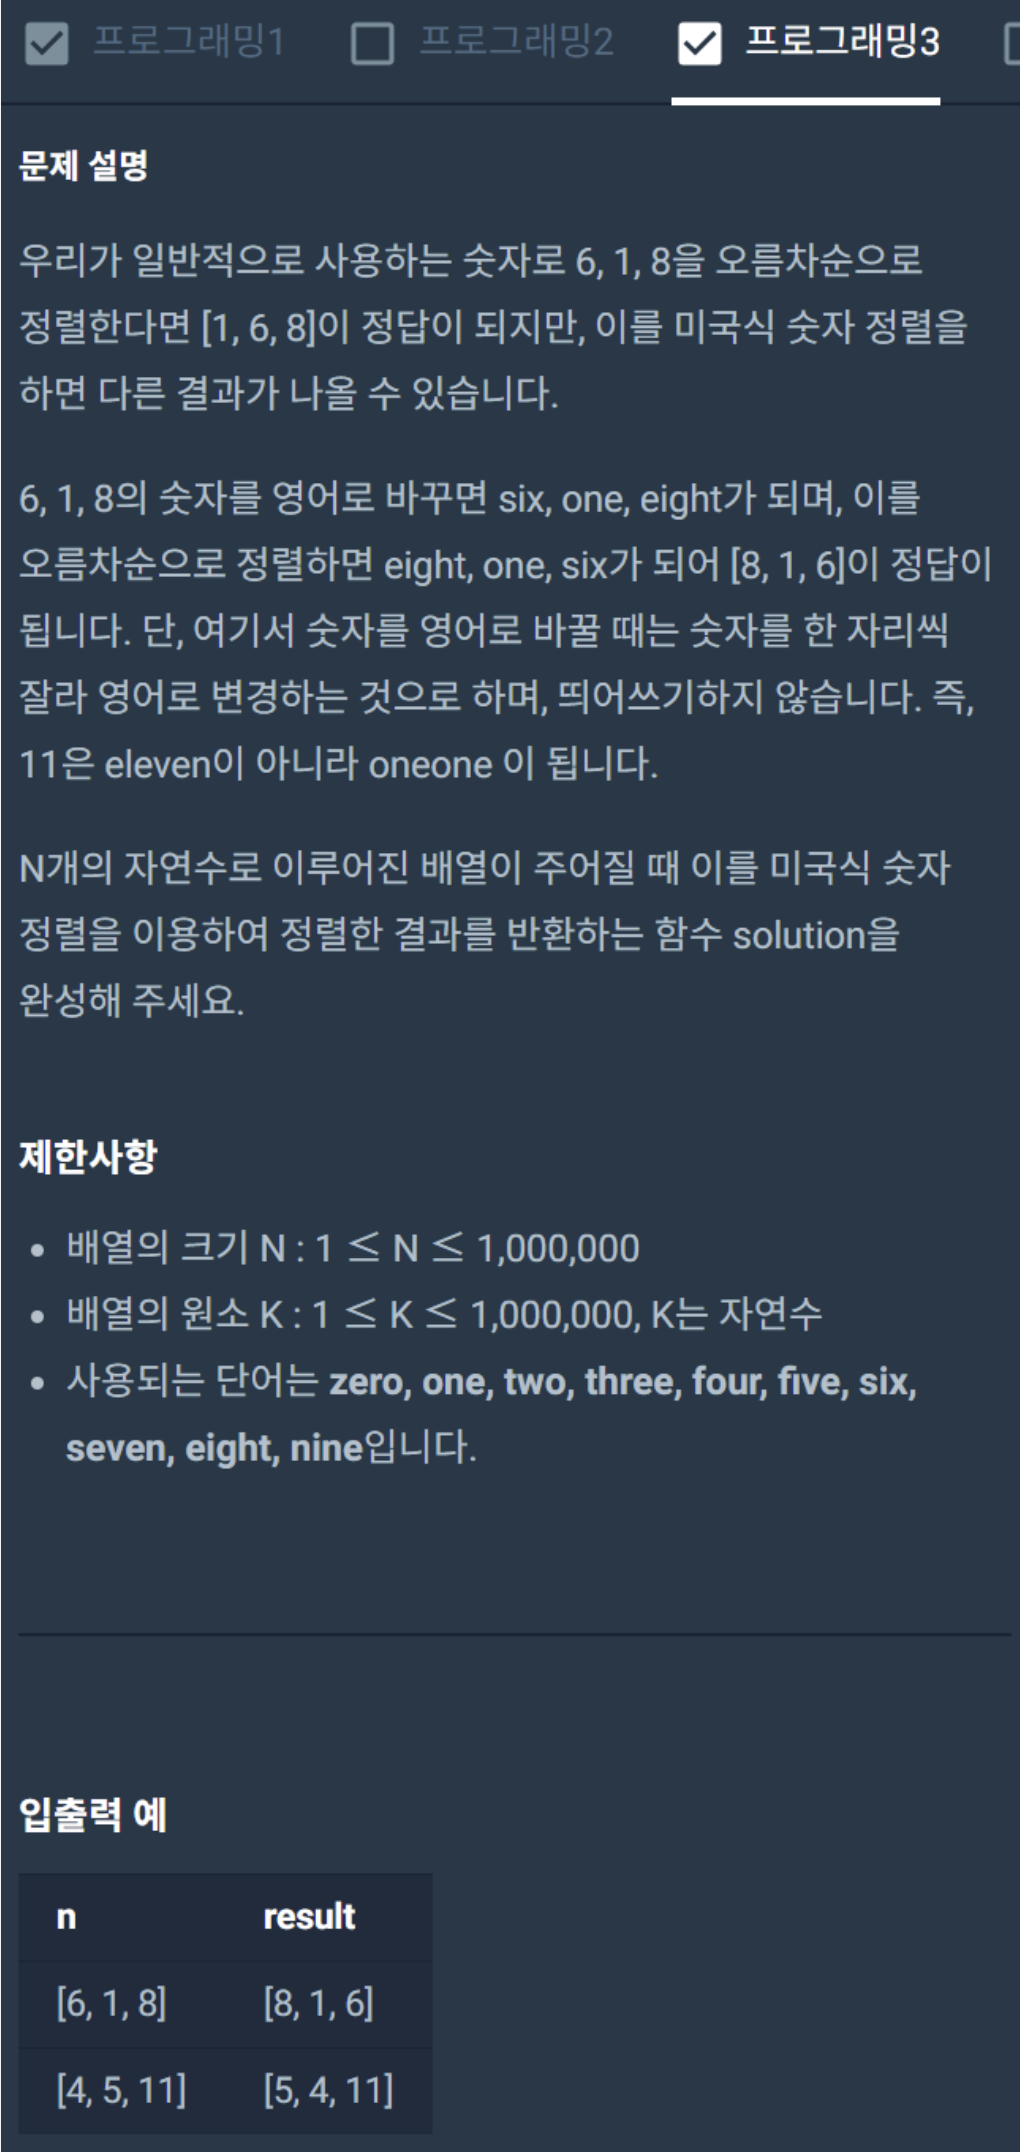 프로그래밍1 프로그래밍2 프로그래밍3
문제 설명
우리가 일반적으로 사용하는 숫자로 6, 1, 8을 오름차순으로
정렬한다면 [1, 6, 8]이 정답이 되지만, 이를 미국식 숫자 정렬을
하면 다른 결과가 나올 수 있습니다.
6, 1, 8의 숫자를 영어로 바꾸면 six, one, eight가 되며, 이를
오름차순으로 정렬하면 eight, one, six가 되어 [8, 1, 6]이 정답이
됩니다. 단, 여기서 숫자를 영어로 바꿀 때는 숫자를 한 자리씩
잘라 영어로 변경하는 것으로 하며, 띄어쓰기하지 않습니다. 즉,
11은 eleven이 아니라 oneone 이 됩니다.
N개의 자연수로 이루어진 배열이 주어질 때 이를 미국식 숫자
정렬을 이용하여 정렬한 결과를 반환하는 함수 solution을
완성해 주세요.
제한사항
• 배열의 크기 N : 1 ≤ N ≤ 1,000,000
• 배열의 원소 K : 1 ≤ K ≤ 1,000,000, K는 자연수
• 사용되는 단어는 zero, one, two, three, four, five, six,
seven, eight, nine입니다.
입출력 예
n result
[6, 1, 8] [8, 1, 6]
[4, 5, 11] [5, 4, 11]